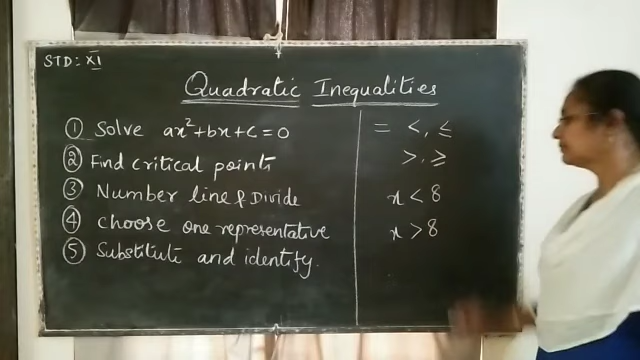 STD: XI
Quadratic Inequalities
① Solve ax²+bx+c=0
② Find critical points
③ Number line & Divide
④ choose one representative
⑤ Substitute and identify.
= <, ≤
>, ≥
x < 8
x > 8